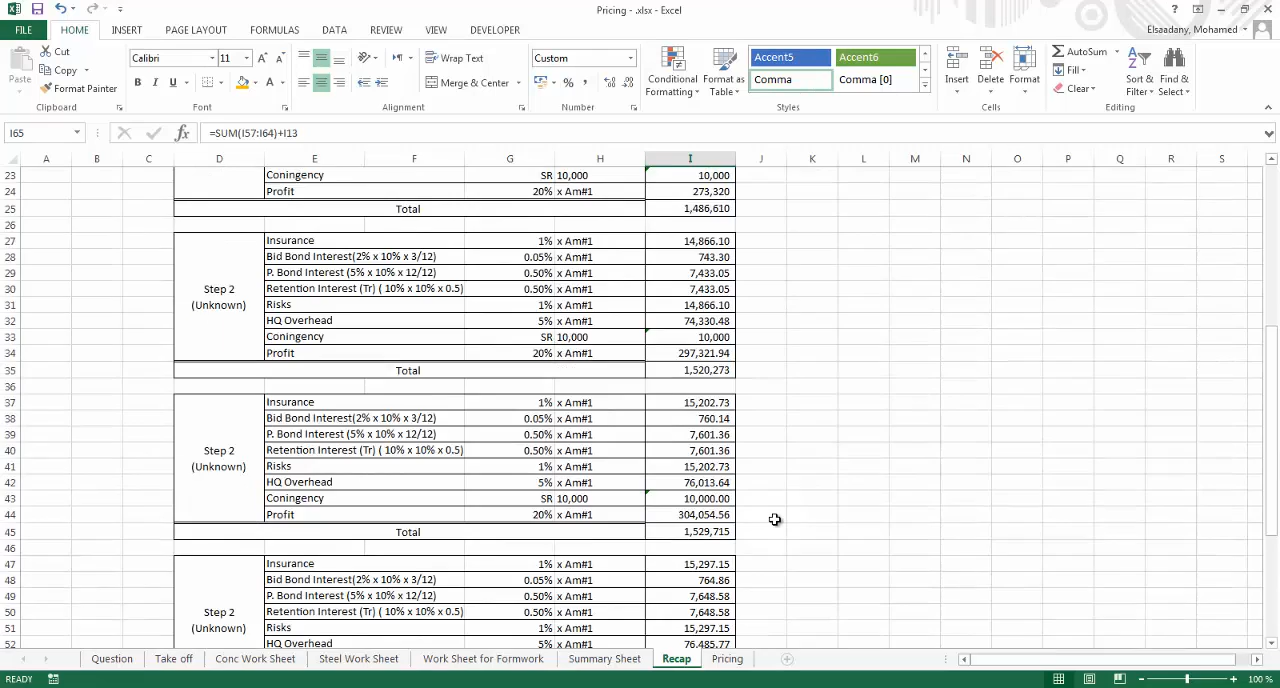 Pricing - .xlsx - Excel
Elsaadany, Mohamed
FILE HOME INSERT PAGE LAYOUT FORMULAS DATA REVIEW VIEW DEVELOPER
Paste Cut Copy Format Painter
Calibri 11 B I U A A A
Wrap Text Merge & Center
Custom %
Conditional Formatting Format as Table
Accent5 Accent6
Comma Comma [0]
Insert Delete Format
AutoSum Fill Clear Sort & Filter Find & Select
Clipboard Font Alignment Number Styles Cells Editing
I65 fx =SUM(I57:I64)+I13
A B C D E F G H I J K L M N O P Q R S
23 Coningency SR 10,000 10,000
24 Profit 20% x Am#1 273,320
25 Total 1,486,610
26
27 Insurance 1% x Am#1 14,866.10
28 Bid Bond Interest(2% x 10% x 3/12) 0.05% x Am#1 743.30
29 P. Bond Interest (5% x 10% x 12/12) 0.50% x Am#1 7,433.05
30 Step 2 Retention Interest (Tr) ( 10% x 10% x 0.5) 0.50% x Am#1 7,433.05
31 (Unknown) Risks 1% x Am#1 14,866.10
32 HQ Overhead 5% x Am#1 74,330.48
33 Coningency SR 10,000 10,000
34 Profit 20% x Am#1 297,321.94
35 Total 1,520,273
36
37 Insurance 1% x Am#1 15,202.73
38 Bid Bond Interest(2% x 10% x 3/12) 0.05% x Am#1 760.14
39 P. Bond Interest (5% x 10% x 12/12) 0.50% x Am#1 7,601.36
40 Step 2 Retention Interest (Tr) ( 10% x 10% x 0.5) 0.50% x Am#1 7,601.36
41 (Unknown) Risks 1% x Am#1 15,202.73
42 HQ Overhead 5% x Am#1 76,013.64
43 Coningency SR 10,000 10,000.00
44 Profit 20% x Am#1 304,054.56
45 Total 1,529,715
46
47 Insurance 1% x Am#1 15,297.15
48 Bid Bond Interest(2% x 10% x 3/12) 0.05% x Am#1 764.86
49 P. Bond Interest (5% x 10% x 12/12) 0.50% x Am#1 7,648.58
50 Step 2 Retention Interest (Tr) ( 10% x 10% x 0.5) 0.50% x Am#1 7,648.58
51 (Unknown) Risks 1% x Am#1 15,297.15
52 HQ Overhead 5% x Am#1 76,485.77
Question Take off Conc Work Sheet Steel Work Sheet Work Sheet for Formwork Summary Sheet Recap Pricing
READY 100 %